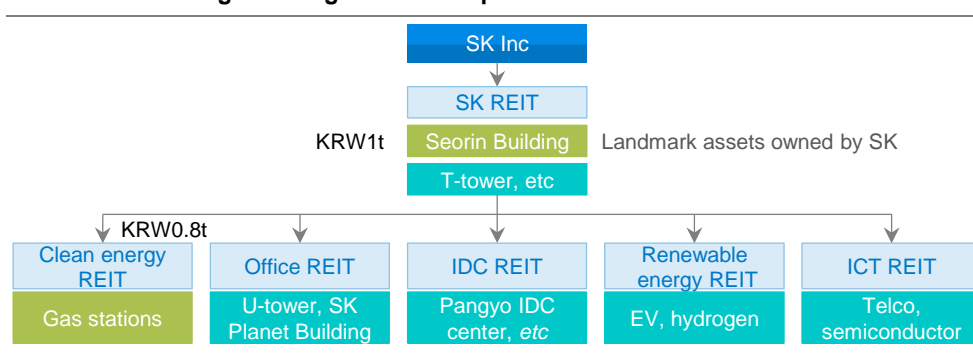 SK Inc
SK REIT
KRW1t
Seorin Building
Landmark assets owned by SK
T-tower, etc
KRW0.8t
Clean energy
REIT
Office REIT
IDC REIT
Renewable
energy REIT
ICT REIT
Gas stations
U-tower, SK
Planet Building
Pangyo IDC
center, etc
EV, hydrogen
Telco,
semiconductor